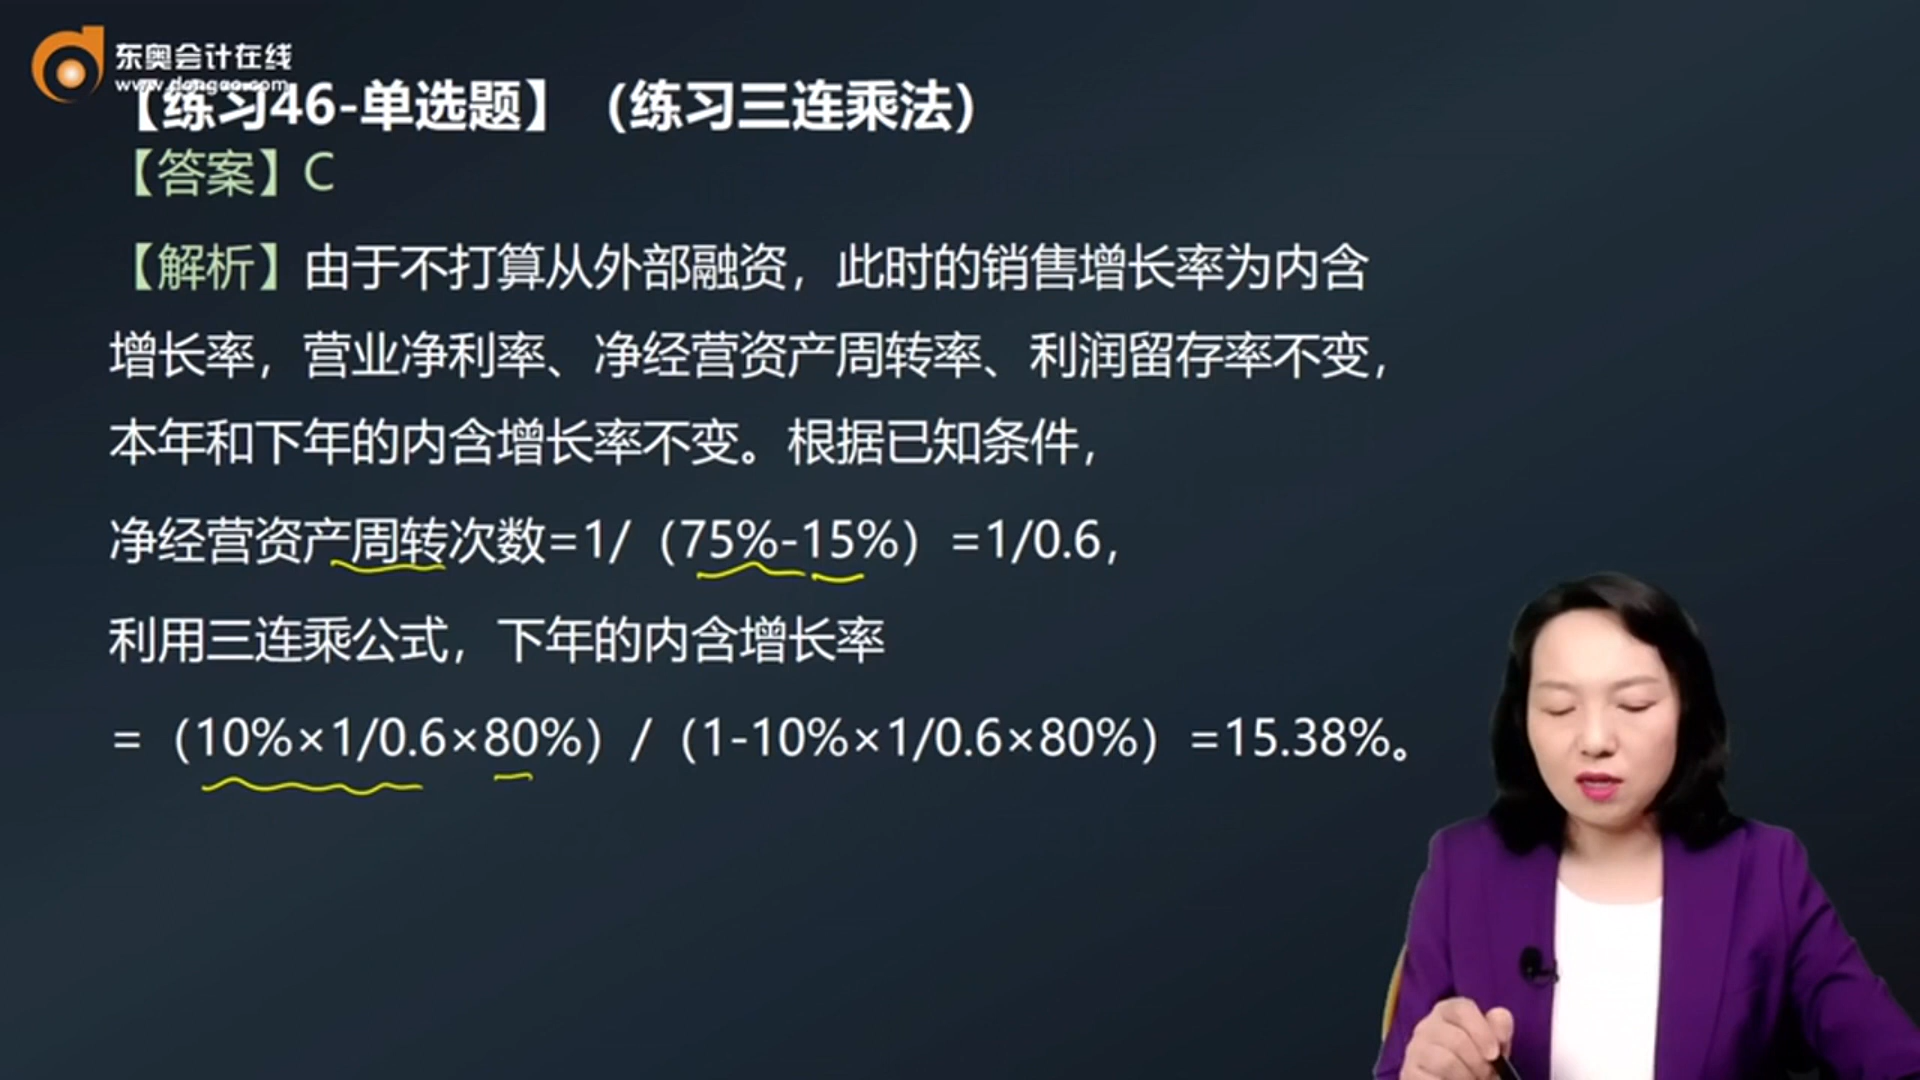 东奥会计在线
www.dongao.com
【练习46-单选题】（练习三连乘法）
【答案】C
【解析】由于不打算从外部融资，此时的销售增长率为内含
增长率，营业净利率、净经营资产周转率、利润留存率不变，
本年和下年的内含增长率不变。根据已知条件，
净经营资产周转次数=1/（75%-15%）=1/0.6，
利用三连乘公式，下年的内含增长率
=（10%×1/0.6×80%）/（1-10%×1/0.6×80%）=15.38%。